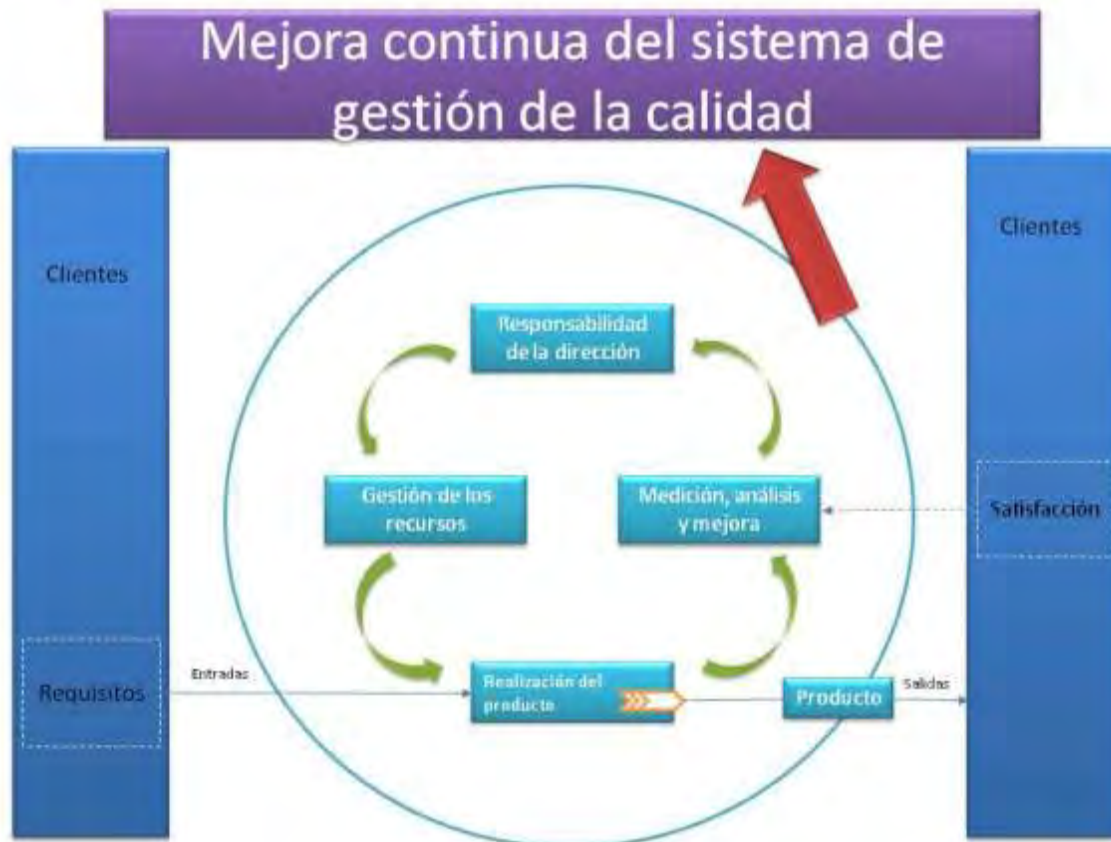 Mejora continua del sistema de
gestión de la calidad
Clientes
Clientes
Responsabilidad
de la dirección
Gestión de los
recursos
Medición, análisis
y mejora
Satisfacción
Requisitos
Entradas
Realización del
producto
Producto
Salidas